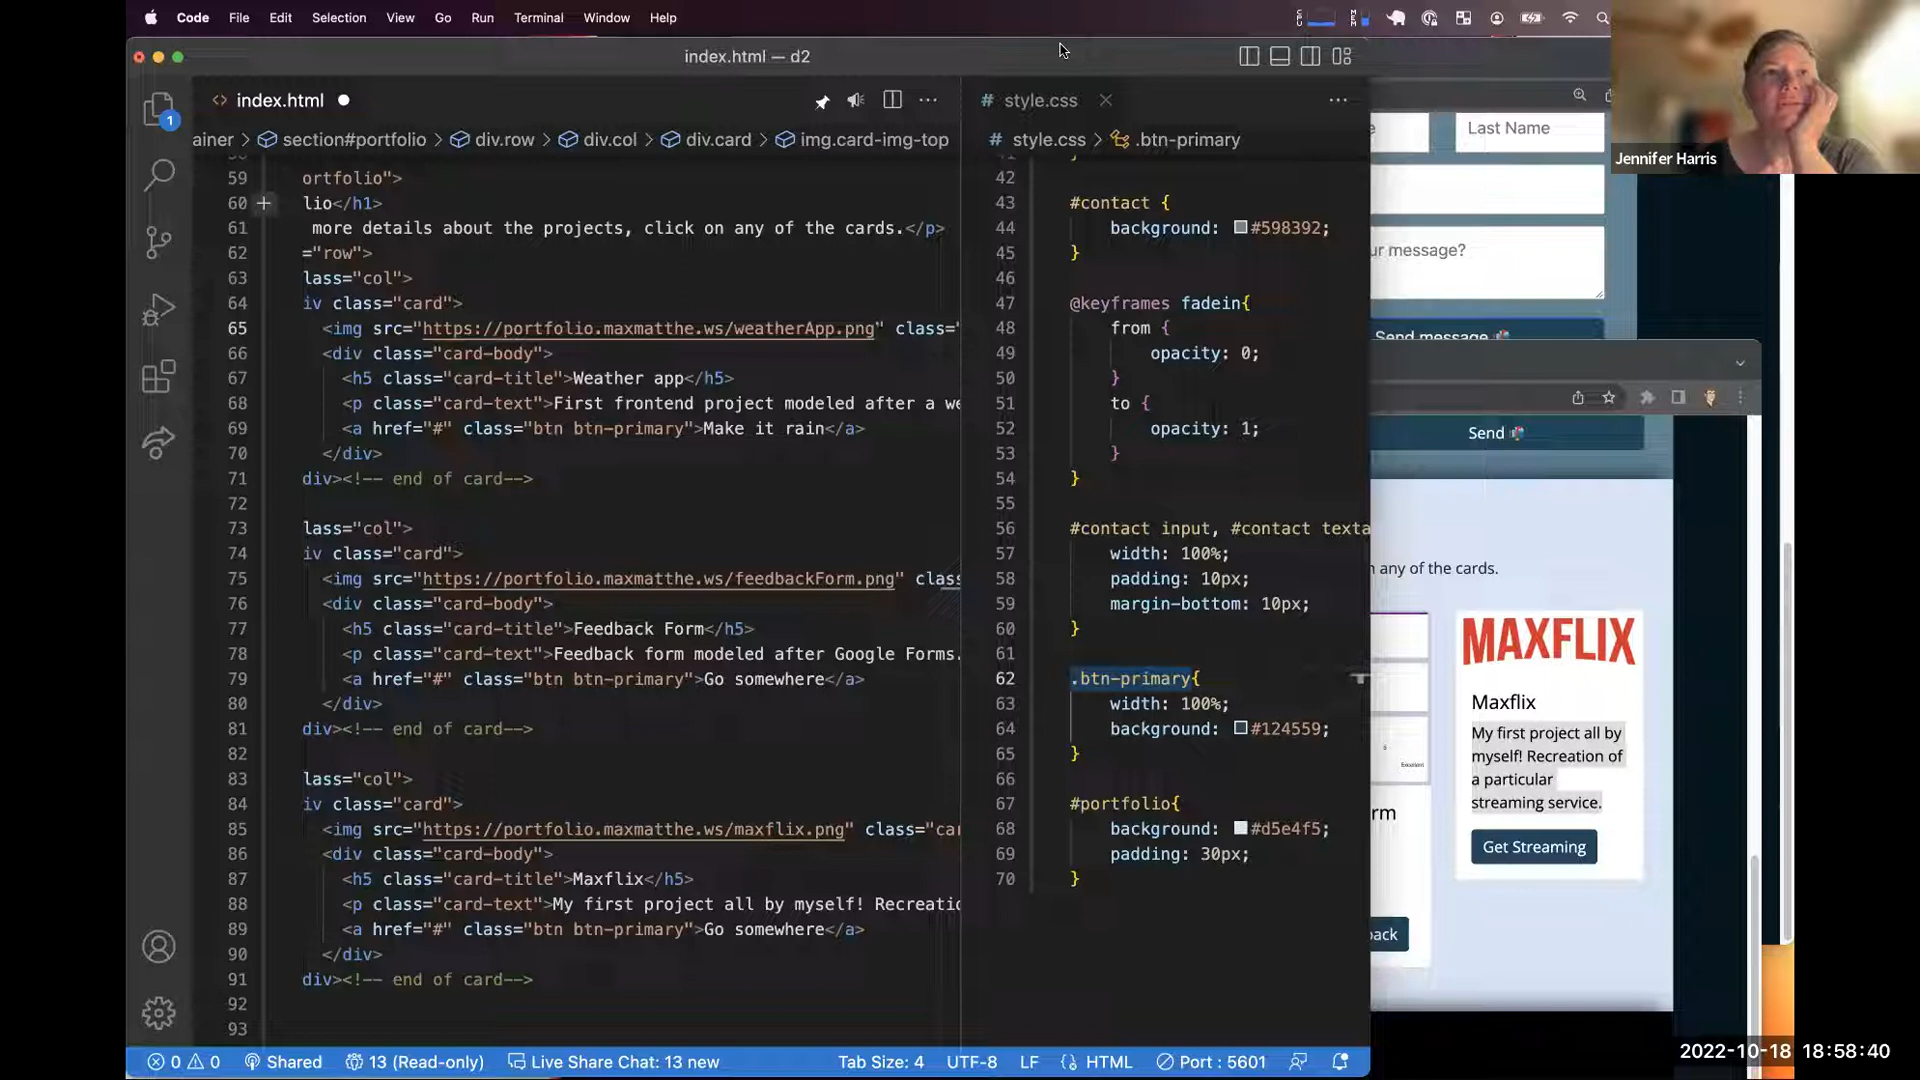 Code File Edit Selection View Go Run Terminal Window Help
index.html — d2
index.html
ainer > section#portfolio > div.row > div.col > div.card > img.card-img-top
59 ortfolio">
60 lio</h1>
61 more details about the projects, click on any of the cards.</p>
62 ="row">
63 lass="col">
64 iv class="card">
65 <img src="https://portfolio.maxmatthe.ws/weatherApp.png" class="
66 <div class="card-body">
67 <h5 class="card-title">Weather app</h5>
68 <p class="card-text">First frontend project modeled after a we
69 <a href="#" class="btn btn-primary">Make it rain</a>
70 </div>
71 div><!-- end of card-->
72
73 lass="col">
74 iv class="card">
75 <img src="https://portfolio.maxmatthe.ws/feedbackForm.png" clas
76 <div class="card-body">
77 <h5 class="card-title">Feedback Form</h5>
78 <p class="card-text">Feedback form modeled after Google Forms.
79 <a href="#" class="btn btn-primary">Go somewhere</a>
80 </div>
81 div><!-- end of card-->
82
83 lass="col">
84 iv class="card">
85 <img src="https://portfolio.maxmatthe.ws/maxflix.png" class="car
86 <div class="card-body">
87 <h5 class="card-title">Maxflix</h5>
88 <p class="card-text">My first project all by myself! Recreatio
89 <a href="#" class="btn btn-primary">Go somewhere</a>
90 </div>
91 div><!-- end of card-->
92
93
style.css
style.css > .btn-primary
42
43 #contact {
44 background: #598392;
45 }
46
47 @keyframes fadein{
48 from {
49 opacity: 0;
50 }
51 to {
52 opacity: 1;
53 }
54 }
55
56 #contact input, #contact texta
57 width: 100%;
58 padding: 10px;
59 margin-bottom: 10px;
60 }
61
62 .btn-primary{
63 width: 100%;
64 background: #124559;
65 }
66
67 #portfolio{
68 background: #d5e4f5;
69 padding: 30px;
70 }
1
0 0 Shared 13 (Read-only) Live Share Chat: 13 new Tab Size: 4 UTF-8 LF {} HTML Port : 5601
e
Last Name
ur message?
Send message
Send
n any of the cards.
MAXFLIX
Maxflix
My first project all by
myself! Recreation of
a particular
streaming service.
Get Streaming
Excellent
rm
back
Jennifer Harris
2022-10-18 18:58:40